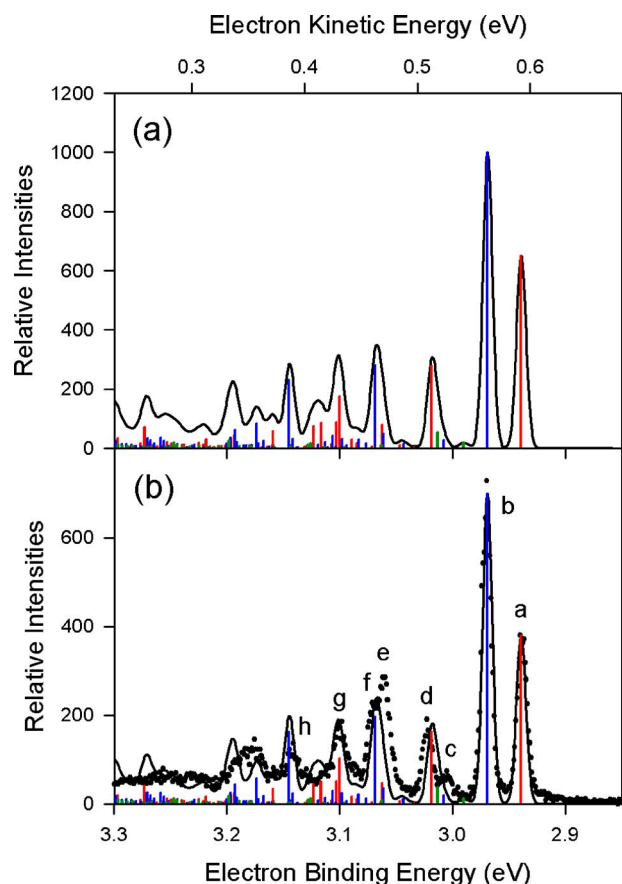 Electron Kinetic Energy (eV)
0.3 0.4 0.5 0.6
1200
(a)
1000
800
600
400
200
0
Relative Intensities
(b)
600
400
200
0
Relative Intensities
b
a
e
f
d
g
h
c
3.3 3.2 3.1 3.0 2.9
Electron Binding Energy (eV)